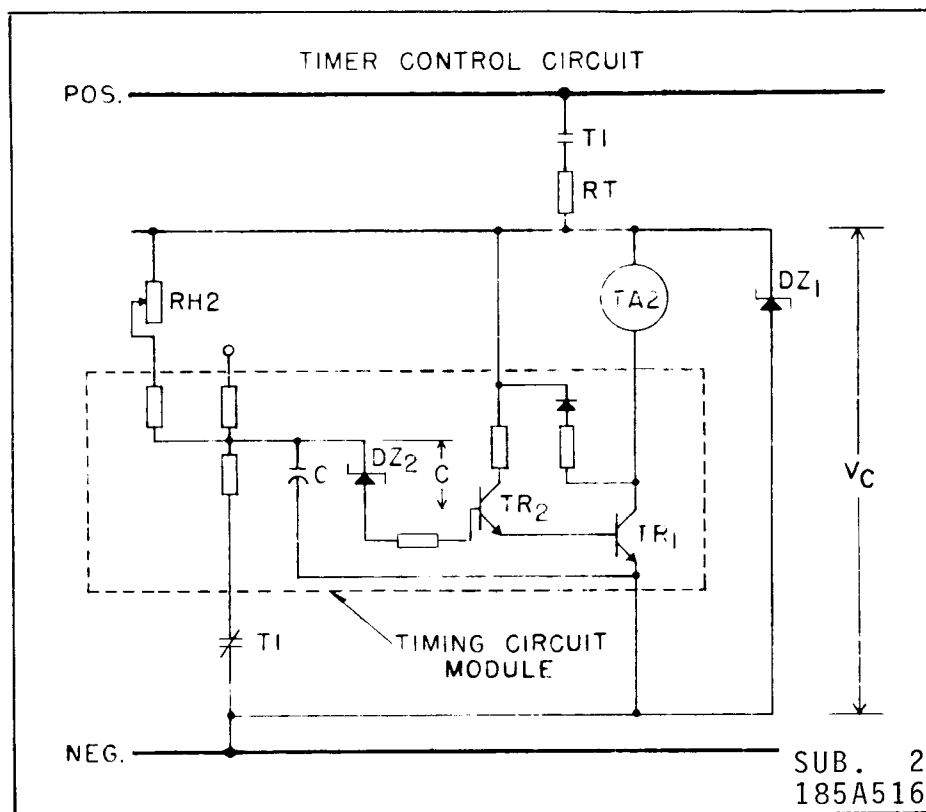 TIMER CONTROL CIRCUIT
POS.
T1
RT
RH2
TA2
DZ1
C
DZ2
C
TR2
TR1
VC
T1
TIMING CIRCUIT
MODULE
NEG.
SUB. 2
185A516